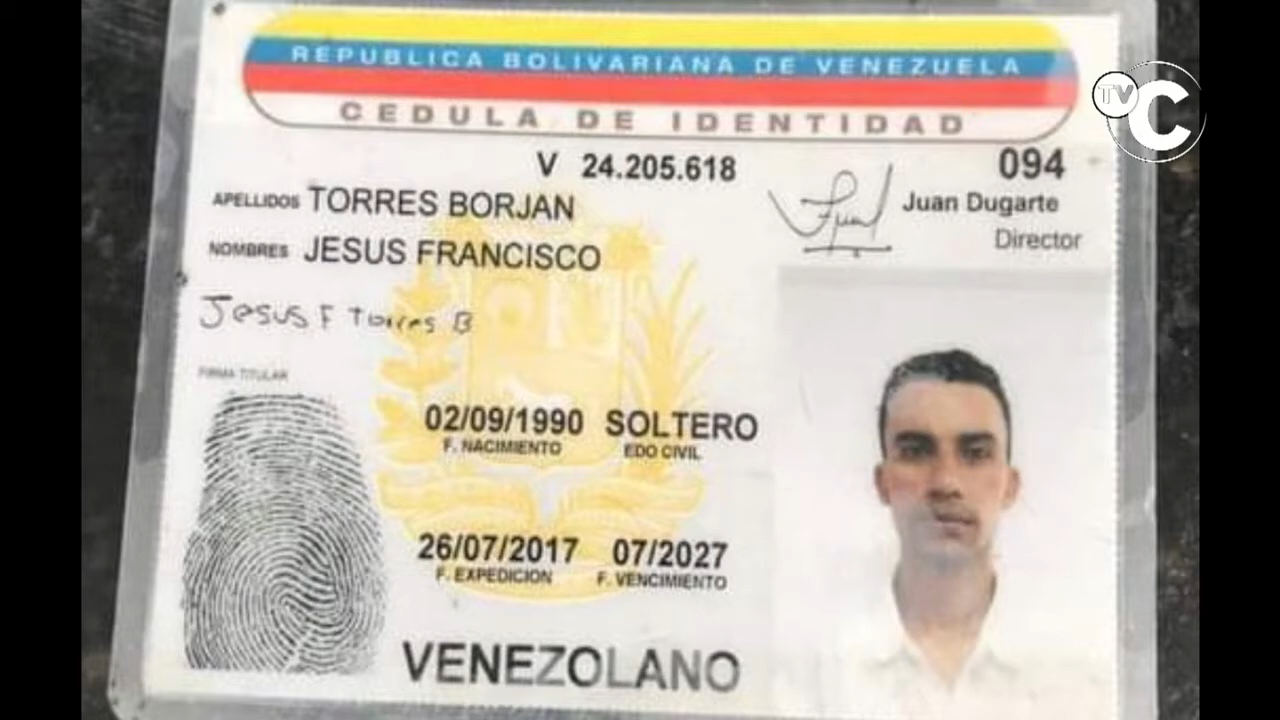 REPUBLICA BOLIVARIANA DE VENEZUELA
CEDULA DE IDENTIDAD
TV C
V 24.205.618
094
APELLIDOS TORRES BORJAN
Juan Dugarte
Director
NOMBRES JESUS FRANCISCO
Jesus F Torres B
FIRMA TITULAR
02/09/1990 SOLTERO
F. NACIMIENTO EDO CIVIL
26/07/2017 07/2027
F. EXPEDICION F. VENCIMIENTO
VENEZOLANO